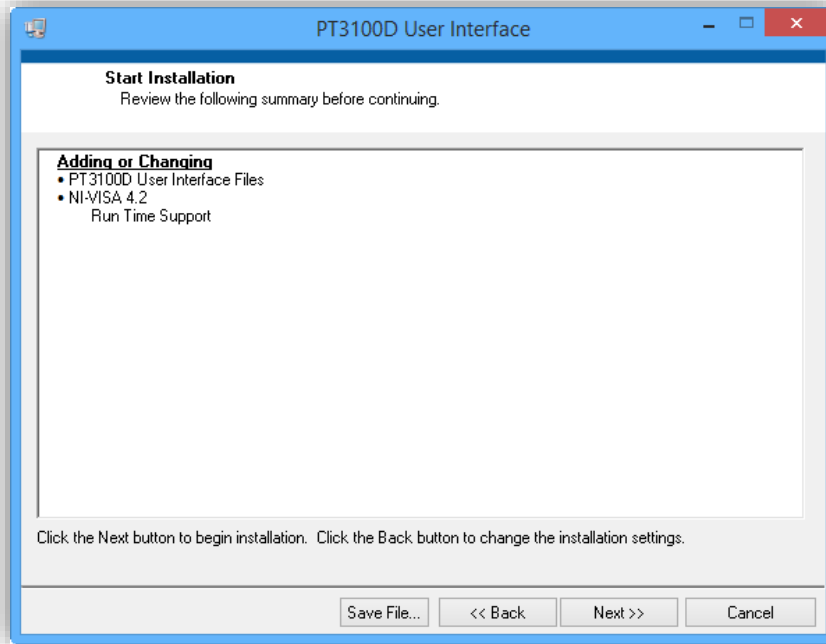 PT3100D User Interface
Start Installation
Review the following summary before continuing.
Adding or Changing
• PT3100D User Interface Files
• NI-VISA 4.2
Run Time Support
Click the Next button to begin installation. Click the Back button to change the installation settings.
Save File... << Back Next >> Cancel